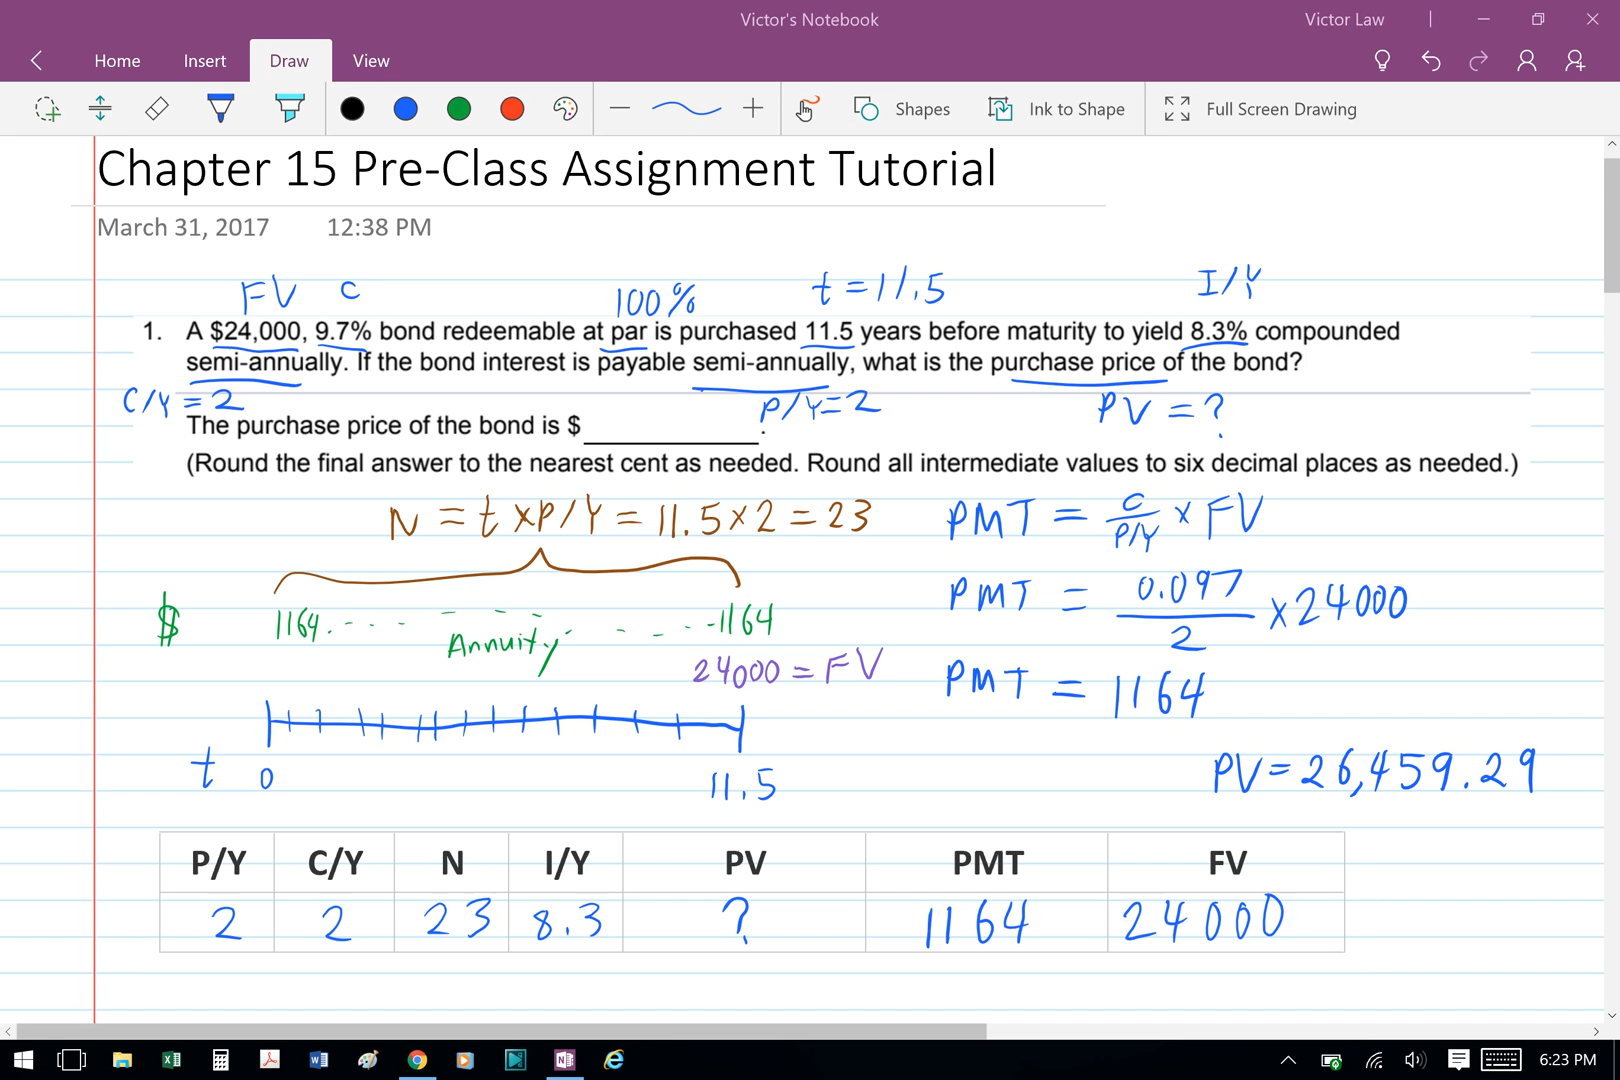 Victor's Notebook
Victor Law
Home Insert Draw View
Shapes Ink to Shape Full Screen Drawing
Chapter 15 Pre-Class Assignment Tutorial
March 31, 2017 12:38 PM
FV C 100% t = 11.5 I/Y
1. A $24,000, 9.7% bond redeemable at par is purchased 11.5 years before maturity to yield 8.3% compounded
semi-annually. If the bond interest is payable semi-annually, what is the purchase price of the bond?
C/Y = 2 P/Y = 2 PV = ?
The purchase price of the bond is $ ____________.
(Round the final answer to the nearest cent as needed. Round all intermediate values to six decimal places as needed.)
N = t x P/Y = 11.5 x 2 = 23
PMT = C/P/Y x FV
PMT = 0.097/2 x 24000
$ 1164. - - - - - - Annuity - - - - - 1164
24000 = FV
PMT = 1164
t 0 11.5
PV = 26,459.29
P/Y C/Y N I/Y PV PMT FV
2 2 23 8.3 ? 1164 24000
6:23 PM